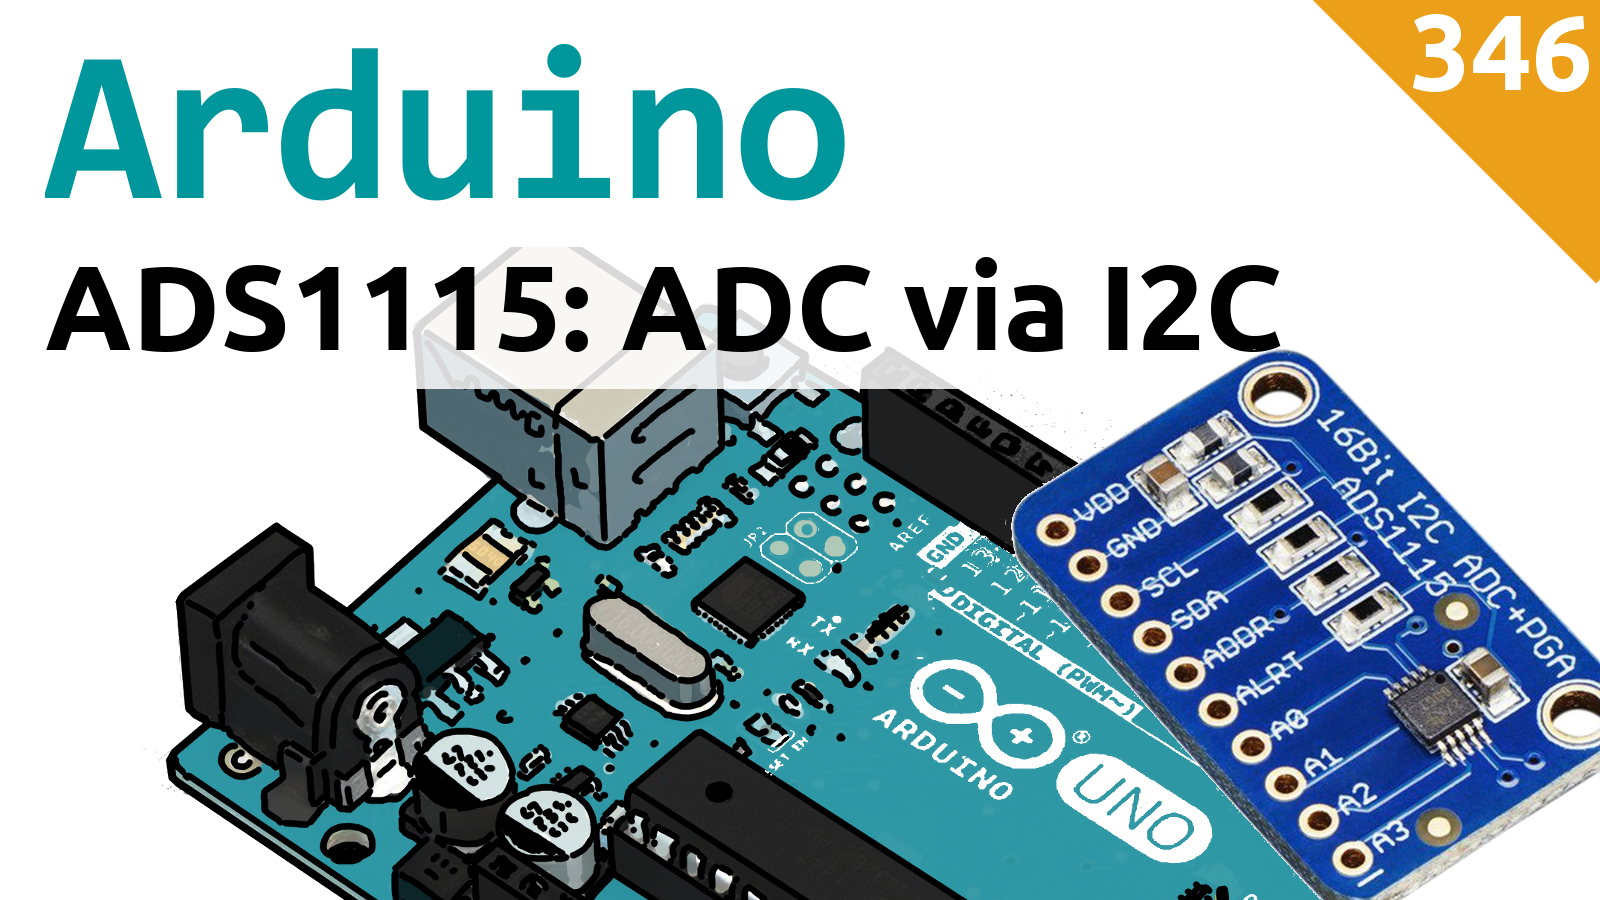 Arduino
346
ADS1115: ADC via I2C
JP2
AREF
GND
13
12
DIGITAL (PWM~)
TX
RX
ARDUINO
UNO
16Bit I2C ADC+PGA
ADS1115
VDD
GND
SCL
SDA
ADDR
ALRT
A0
A1
A2
A3